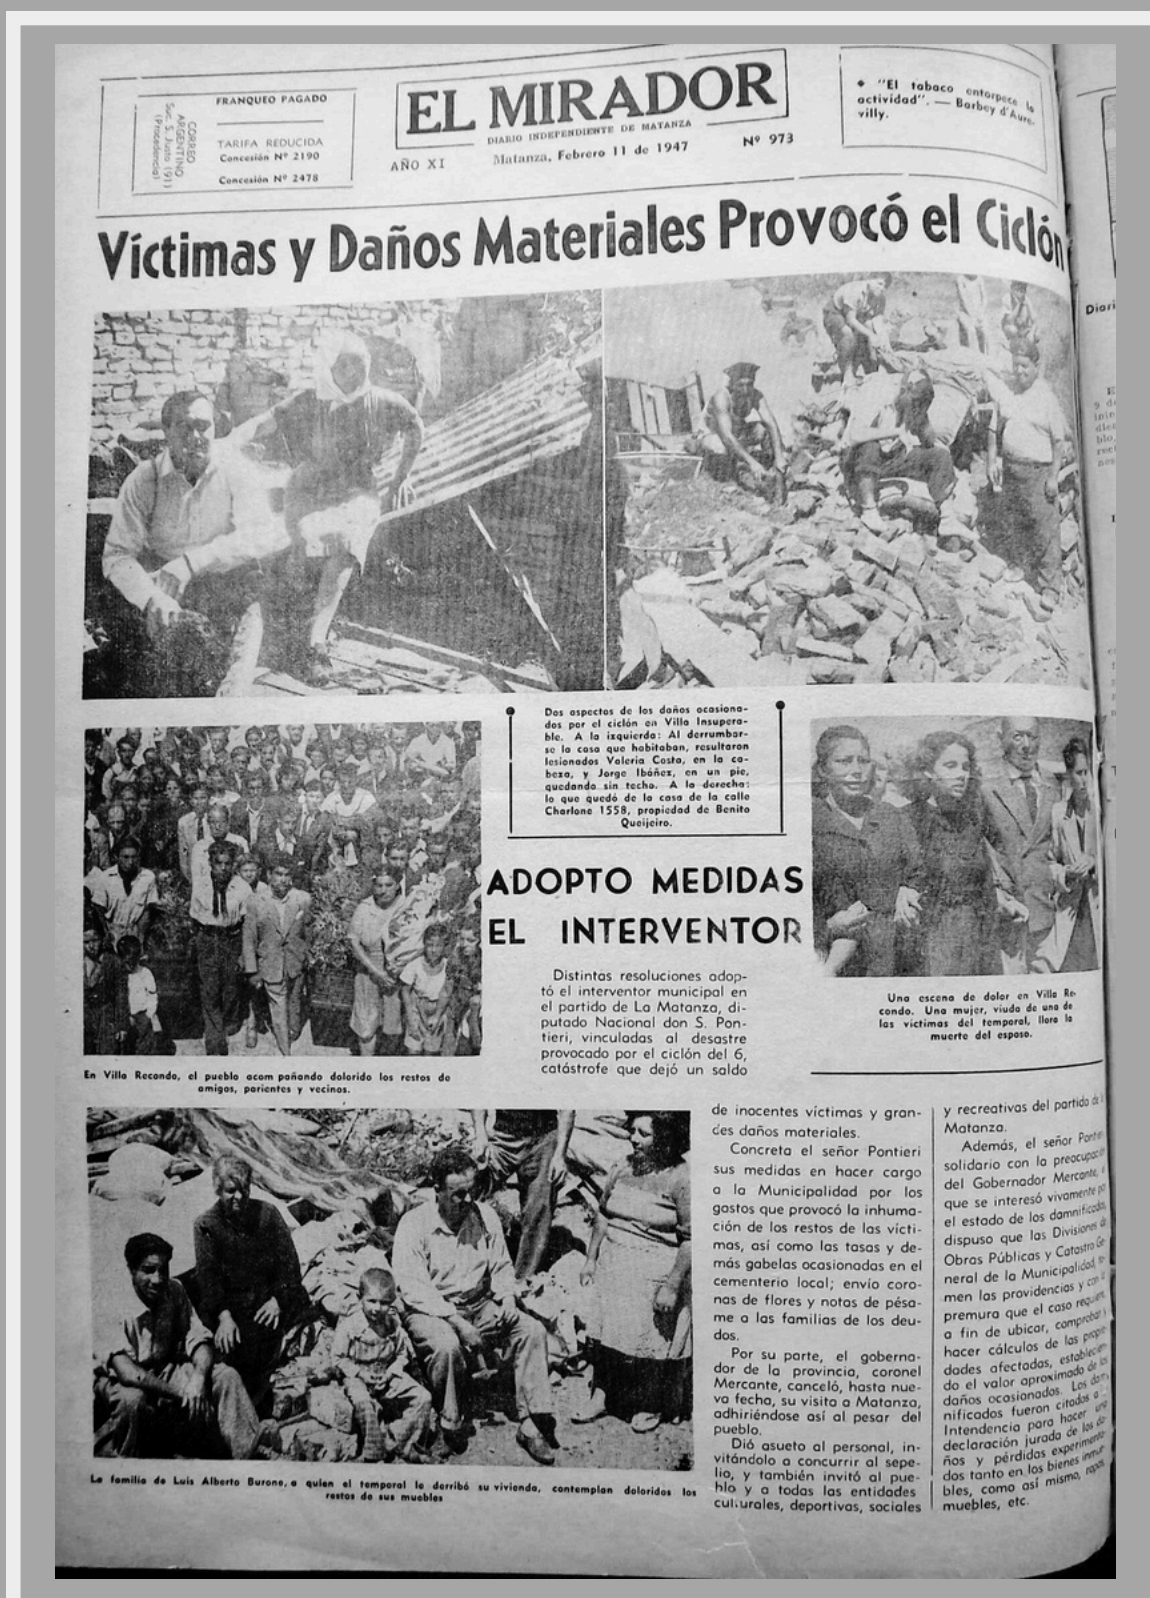 CORREO
ARGENTINO
Suc. S. Justo (911)
(Procedencia)
FRANQUEO PAGADO
TARIFA REDUCIDA
Concesión Nº 2190
Concesión Nº 2478
EL MIRADOR
DIARIO INDEPENDIENTE DE MATANZA
AÑO XI
Matanza, Febrero 11 de 1947
Nº 973
"El tabaco entorpece la
actividad". — Barbey d'Aure-
villy.
Víctimas y Daños Materiales Provocó el Ciclón
Dos aspectos de los daños ocasiona-
dos por el ciclón en Villa Insupera-
ble. A la izquierda: Al derrumbar-
se la casa que habitaban, resultaron
lesionados Valeria Costa, en la ca-
beza, y Jorge Ibáñez, en un pie,
quedando sin techo. A la derecha:
lo que quedó de la casa de la calle
Charlone 1558, propiedad de Benito
Queijeiro.
En Villa Recondo, el pueblo acom pañando dolorido los restos de
amigos, parientes y vecinos.
Una escena de dolor en Villa Re-
condo. Una mujer, viuda de una de
las víctimas del temporal, llora la
muerte del esposo.
ADOPTO MEDIDAS
EL INTERVENTOR
Distintas resoluciones adop-
tó el interventor municipal en
el partido de La Matanza, di-
putado Nacional don S. Pon-
tieri, vinculadas al desastre
provocado por el ciclón del 6,
catástrofe que dejó un saldo
de inocentes víctimas y gran-
des daños materiales.
Concreta el señor Pontieri
sus medidas en hacer cargo
a la Municipalidad por los
gastos que provocó la inhuma-
ción de los restos de las vícti-
mas, así como las tasas y de-
más gabelas ocasionadas en el
cementerio local; envío coro-
nas de flores y notas de pésa-
me a las familias de los deu-
dos.
Por su parte, el goberna-
dor de la provincia, coronel
Mercante, canceló, hasta nue-
va fecha, su visita a Matanza,
adhiriéndose así al pesar del
pueblo.
Dió asueto al personal, in-
vitándolo a concurrir al sepe-
lio, y también invitó al pue-
blo y a todas las entidades
culturales, deportivas, sociales
y recreativas del partido de
Matanza.
Además, el señor Pontieri
solidario con la preocupación
del Gobernador Mercante,
que se interesó vivamente por
el estado de los damnificados,
dispuso que las Divisiones de
Obras Públicas y Catastro Ge-
neral de la Municipalidad, to-
men las providencias y con la
premura que el caso requiere,
a fin de ubicar, comprobar y
hacer cálculos de las propie-
dades afectadas, establecien-
do el valor aproximado de los
daños ocasionados. Los dam-
nificados fueron citados a
Intendencia para hacer una
declaración jurada de los da-
ños y pérdidas experimenta-
dos tanto en los bienes inmue-
bles, como así mismo, ropas,
muebles, etc.
La familia de Luis Alberto Burone, a quien el temporal le derribó su vivienda, contemplan doloridos los
restos de sus muebles